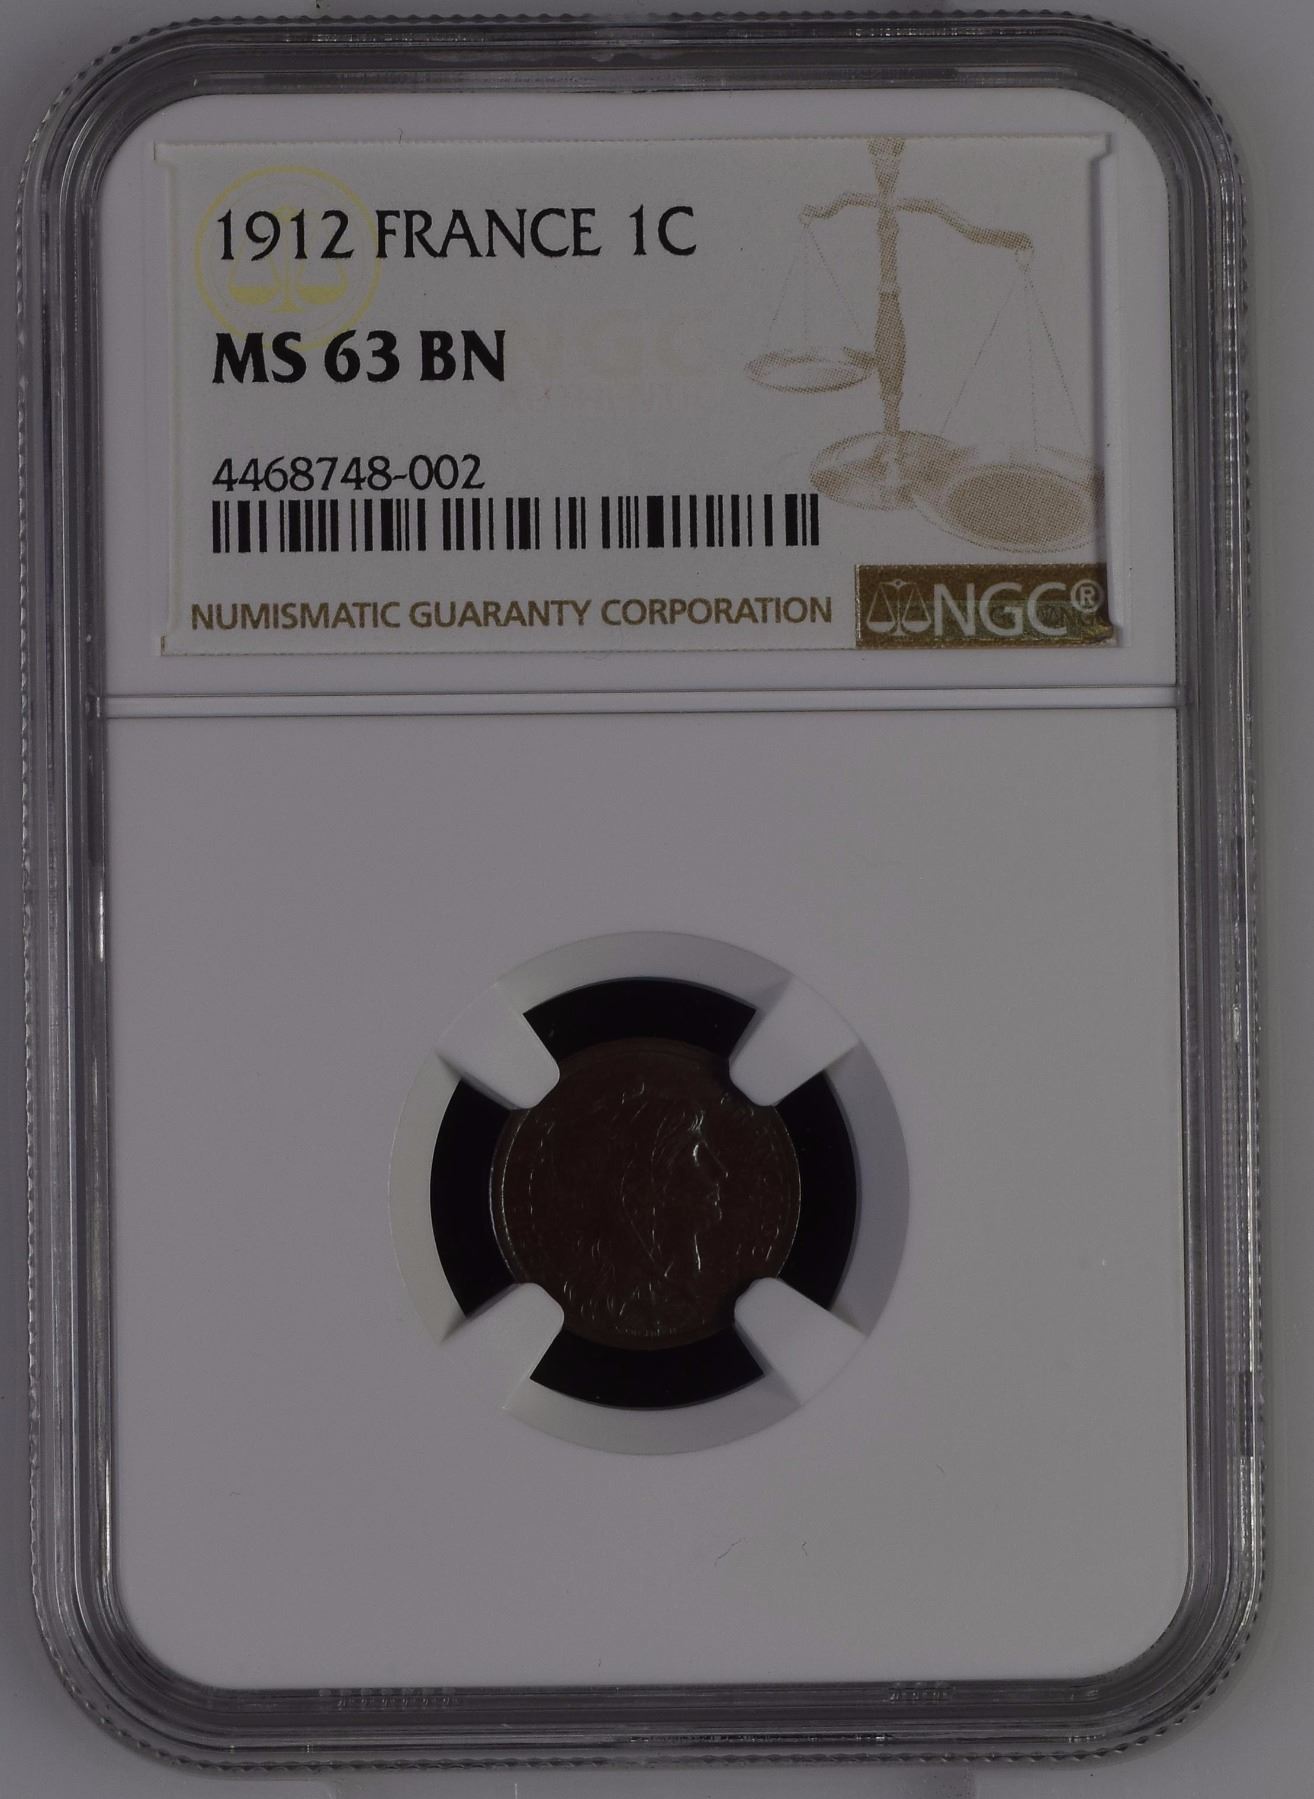 1912 FRANCE 1C
MS 63 BN
4468748-002
NUMISMATIC GUARANTY CORPORATION
NGC®